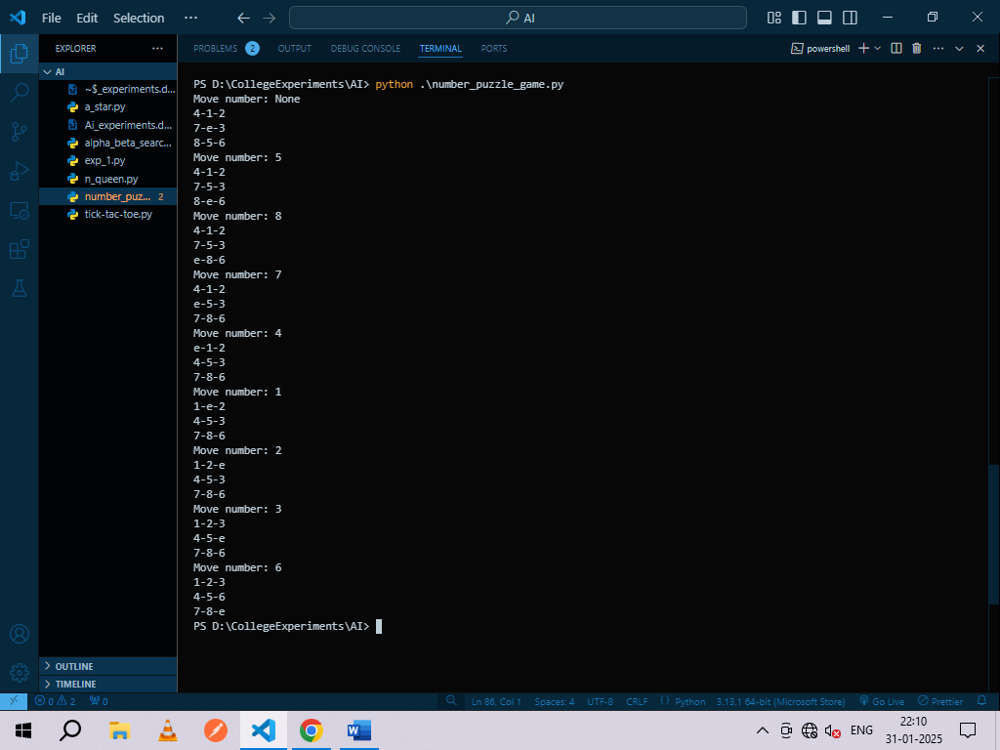 File Edit Selection ··· AI
EXPLORER ···
PROBLEMS 2 OUTPUT DEBUG CONSOLE TERMINAL PORTS powershell
AI
~$_experiments.d...
a_star.py
Ai_experiments.d...
alpha_beta_searc...
exp_1.py
n_queen.py
number_puz... 2
tick-tac-toe.py
OUTLINE
TIMELINE
PS D:\CollegeExperiments\AI> python .\number_puzzle_game.py
Move number: None
4-1-2
7-e-3
8-5-6
Move number: 5
4-1-2
7-5-3
8-e-6
Move number: 8
4-1-2
7-5-3
e-8-6
Move number: 7
4-1-2
e-5-3
7-8-6
Move number: 4
e-1-2
4-5-3
7-8-6
Move number: 1
1-e-2
4-5-3
7-8-6
Move number: 2
1-2-e
4-5-3
7-8-6
Move number: 3
1-2-3
4-5-e
7-8-6
Move number: 6
1-2-3
4-5-6
7-8-e
PS D:\CollegeExperiments\AI>
0 2 0 Ln 86, Col 1 Spaces: 4 UTF-8 CRLF Python 3.13.1 64-bit (Microsoft Store) Go Live Prettier
W ENG 22:10
31-01-2025